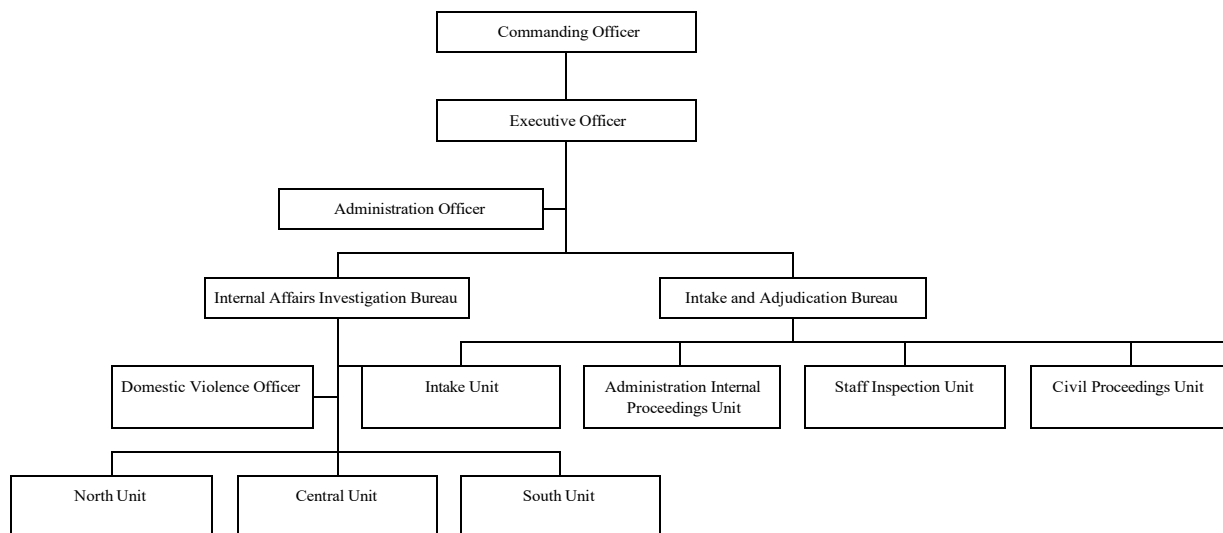 Commanding Officer
Executive Officer
Administration Officer
Internal Affairs Investigation Bureau
Intake and Adjudication Bureau
Domestic Violence Officer
Intake Unit
Administration Internal
Proceedings Unit
Staff Inspection Unit
Civil Proceedings Unit
North Unit
Central Unit
South Unit